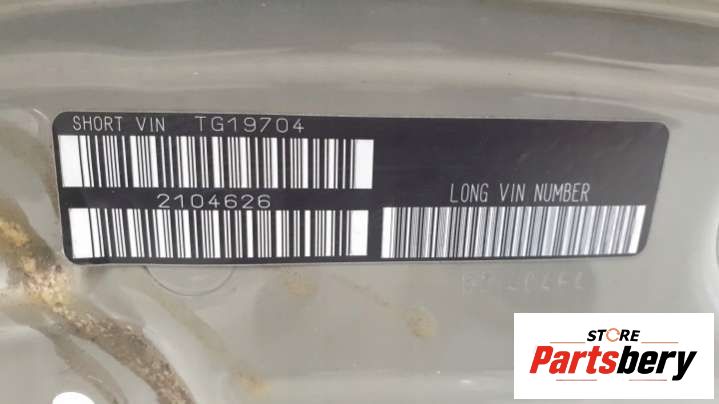 SHORT VIN TG19704
2104626
LONG VIN NUMBER
STORE
Partsbery